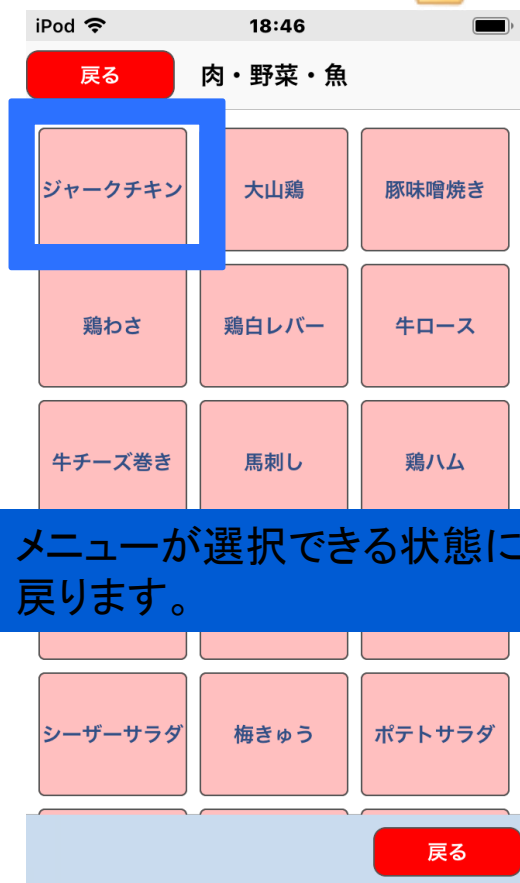 iPod 18:46
戻る 肉・野菜・魚
ジャークチキン 大山鶏 豚味噌焼き
鶏わさ 鶏白レバー 牛ロース
牛チーズ巻き 馬刺し 鶏ハム
メニューが選択できる状態に
戻ります。
シーザーサラダ 梅きゅう ポテトサラダ
戻る